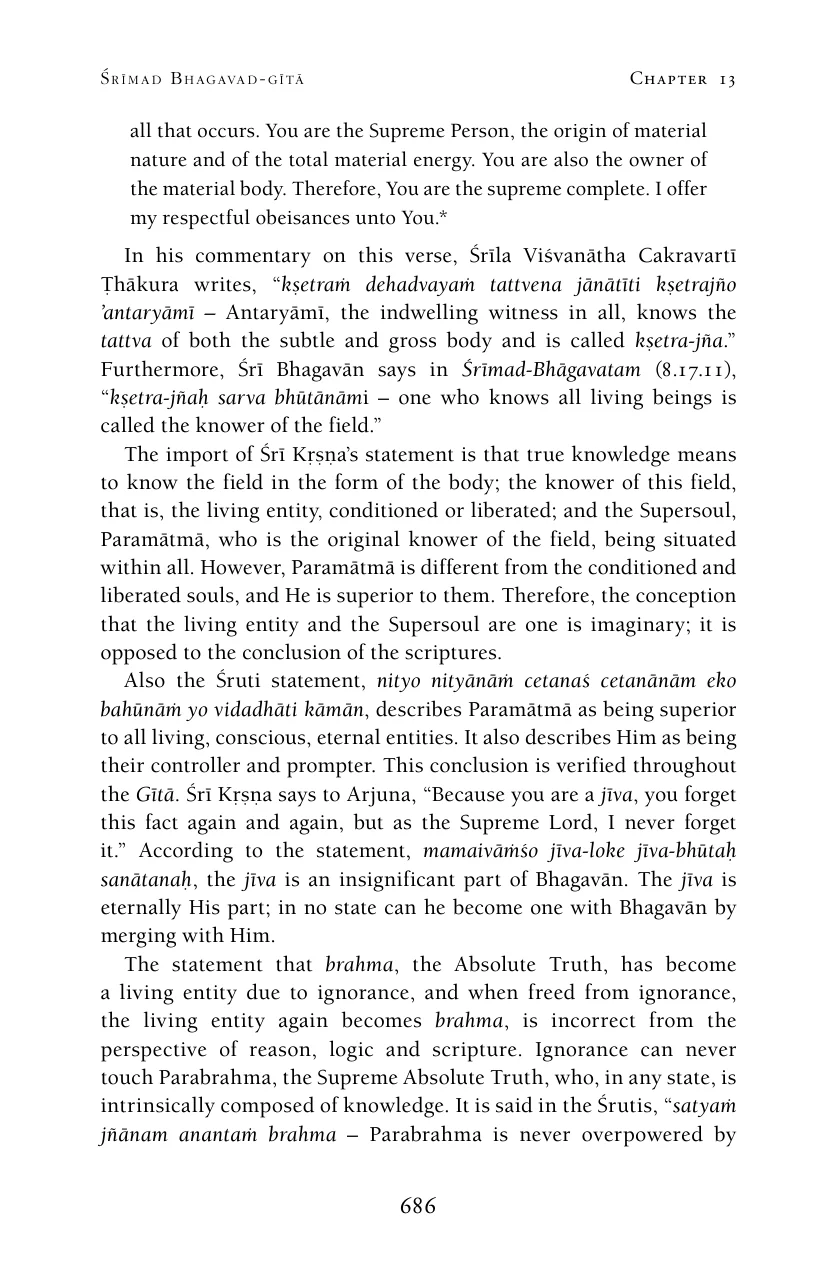 Śrīmad Bhagavad-gītā Chapter 13
all that occurs. You are the Supreme Person, the origin of material
nature and of the total material energy. You are also the owner of
the material body. Therefore, You are the supreme complete. I offer
my respectful obeisances unto You.*
In his commentary on this verse, Śrīla Viśvanātha Cakravartī
Ṭhākura writes, “kṣetraṁ dehadvayaṁ tattvena jānātīti kṣetrajño
’antaryāmī – Antaryāmī, the indwelling witness in all, knows the
tattva of both the subtle and gross body and is called kṣetra-jña.”
Furthermore, Śrī Bhagavān says in Śrīmad-Bhāgavatam (8.17.11),
“kṣetra-jñaḥ sarva bhūtānāmi – one who knows all living beings is
called the knower of the field.”
The import of Śrī Kṛṣṇa’s statement is that true knowledge means
to know the field in the form of the body; the knower of this field,
that is, the living entity, conditioned or liberated; and the Supersoul,
Paramātmā, who is the original knower of the field, being situated
within all. However, Paramātmā is different from the conditioned and
liberated souls, and He is superior to them. Therefore, the conception
that the living entity and the Supersoul are one is imaginary; it is
opposed to the conclusion of the scriptures.
Also the Śruti statement, nityo nityānāṁ cetanaś cetanānām eko
bahūnāṁ yo vidadhāti kāmān, describes Paramātmā as being superior
to all living, conscious, eternal entities. It also describes Him as being
their controller and prompter. This conclusion is verified throughout
the Gītā. Śrī Kṛṣṇa says to Arjuna, “Because you are a jīva, you forget
this fact again and again, but as the Supreme Lord, I never forget
it.” According to the statement, mamaivāṁśo jīva-loke jīva-bhūtaḥ
sanātanaḥ, the jīva is an insignificant part of Bhagavān. The jīva is
eternally His part; in no state can he become one with Bhagavān by
merging with Him.
The statement that brahma, the Absolute Truth, has become
a living entity due to ignorance, and when freed from ignorance,
the living entity again becomes brahma, is incorrect from the
perspective of reason, logic and scripture. Ignorance can never
touch Parabrahma, the Supreme Absolute Truth, who, in any state, is
intrinsically composed of knowledge. It is said in the Śrutis, “satyaṁ
jñānam anantaṁ brahma – Parabrahma is never overpowered by
686